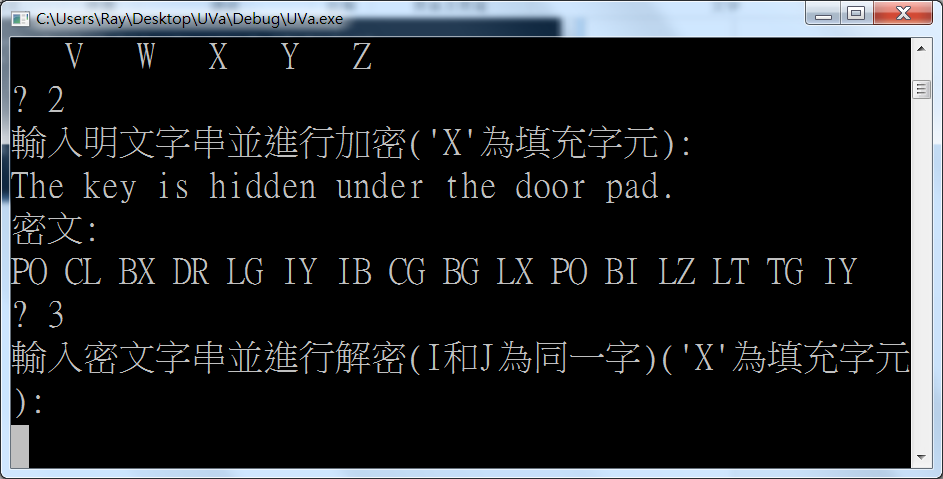 C:\Users\Ray\Desktop\UVa\Debug\UVa.exe
V W X Y Z
? 2
輸入明文字串並進行加密('X'為填充字元):
The key is hidden under the door pad.
密文:
PO CL BX DR LG IY IB CG BG LX PO BI LZ LT TG IY
? 3
輸入密文字串並進行解密(I和J為同一字)('X'為填充字元
):